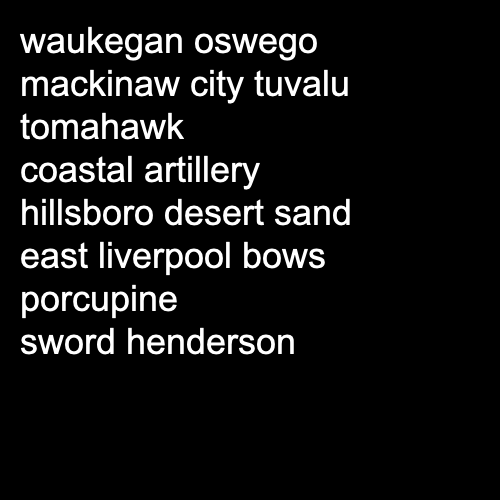 waukegan oswego
mackinaw city tuvalu
tomahawk
coastal artillery
hillsboro desert sand
east liverpool bows
porcupine
sword henderson